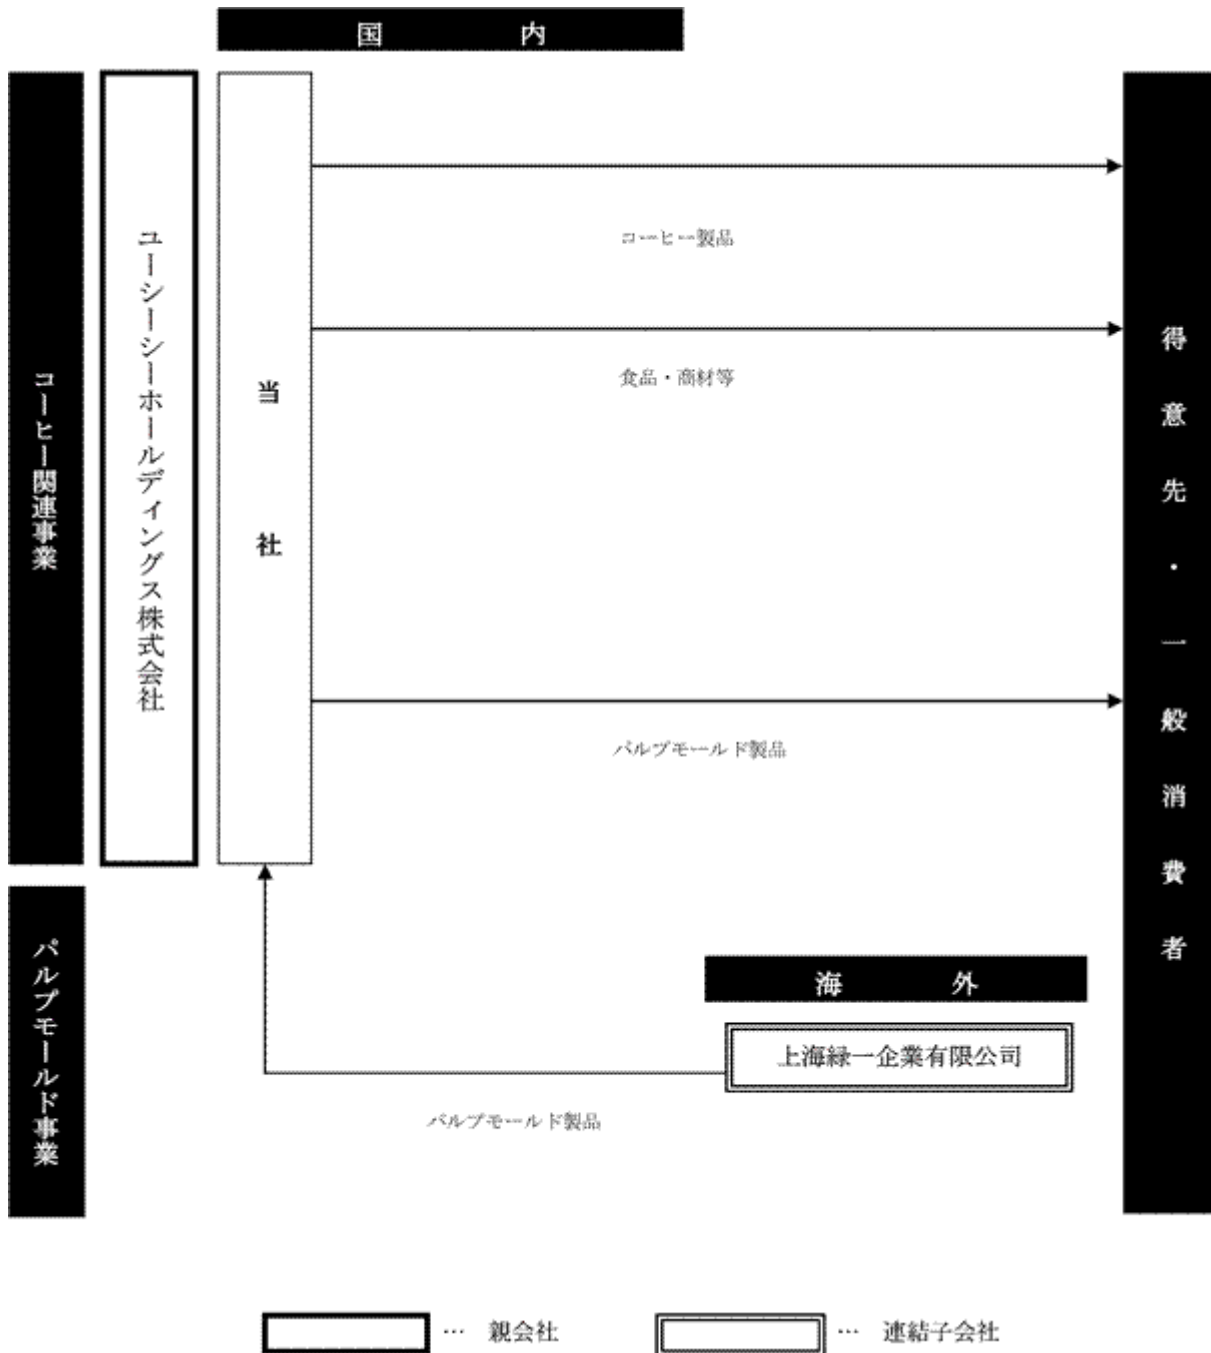 国 内
コーヒー関連事業
ユーシーシーホールディングス株式会社
当社
コーヒー製品
食品・商材等
パルプモールド製品
得意先・一般消費者
パルプモールド事業
海 外
上海緑一企業有限公司
パルプモールド製品
… 親会社
… 連結子会社